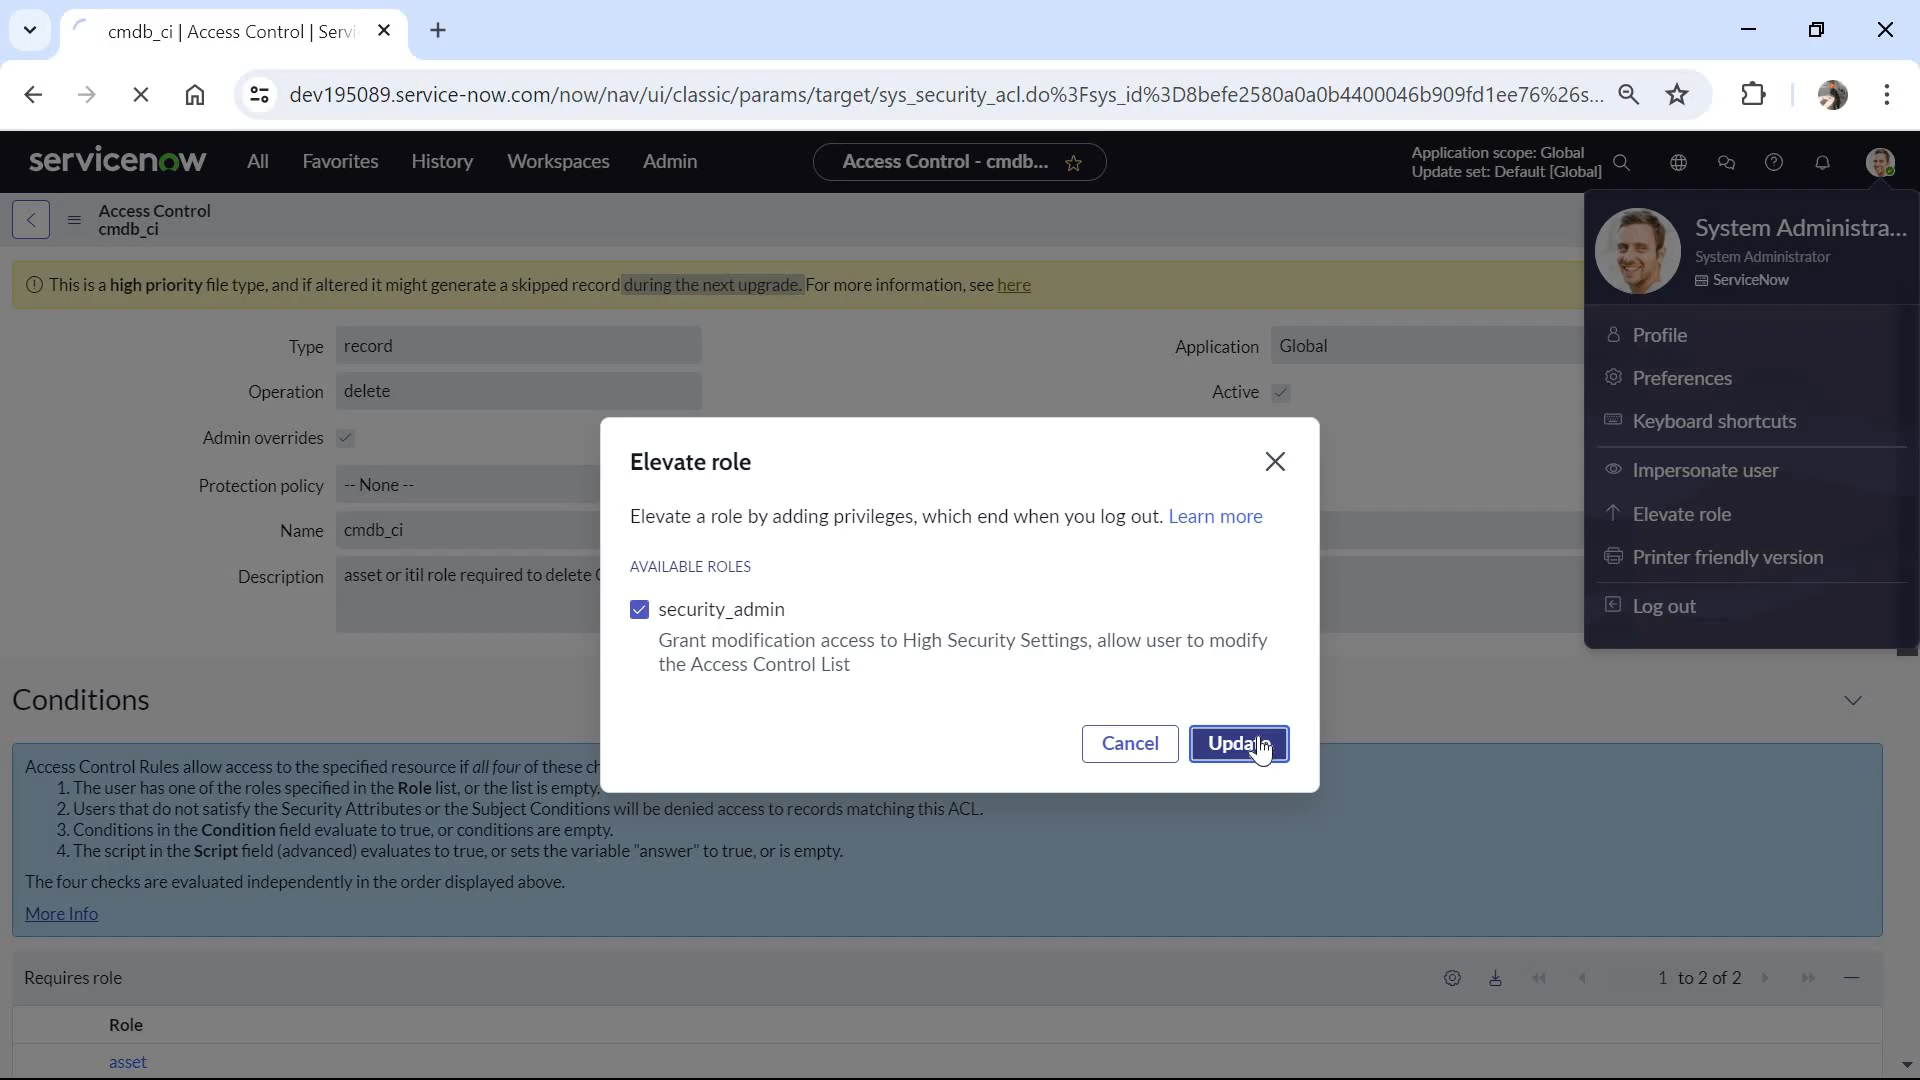 cmdb_ci | Access Control | Servi
dev195089.service-now.com/now/nav/ui/classic/params/target/sys_security_acl.do%3Fsys_id%3D8befe2580a0a0b4400046b909fd1ee76%26s...
servicenow
All
Favorites
History
Workspaces
Admin
Access Control - cmdb...
Application scope: Global
Update set: Default [Global]
Access Control
cmdb_ci
This is a high priority file type, and if altered it might generate a skipped record during the next upgrade. For more information, see here
Type
record
Application
Global
Operation
delete
Active
Admin overrides
Protection policy
-- None --
Name
cmdb_ci
Description
asset or itil role required to delete
System Administra...
System Administrator
ServiceNow
Profile
Preferences
Keyboard shortcuts
Impersonate user
Elevate role
Printer friendly version
Log out
Elevate role
Elevate a role by adding privileges, which end when you log out. Learn more
AVAILABLE ROLES
security_admin
Grant modification access to High Security Settings, allow user to modify
the Access Control List
Cancel
Update
Conditions
Access Control Rules allow access to the specified resource if all four of these
1. The user has one of the roles specified in the Role list, or the list is empty.
2. Users that do not satisfy the Security Attributes or the Subject Conditions will be denied access to records matching this ACL.
3. Conditions in the Condition field evaluate to true, or conditions are empty.
4. The script in the Script field (advanced) evaluates to true, or sets the variable "answer" to true, or is empty.
The four checks are evaluated independently in the order displayed above.
More Info
Requires role
1 to 2 of 2
Role
asset